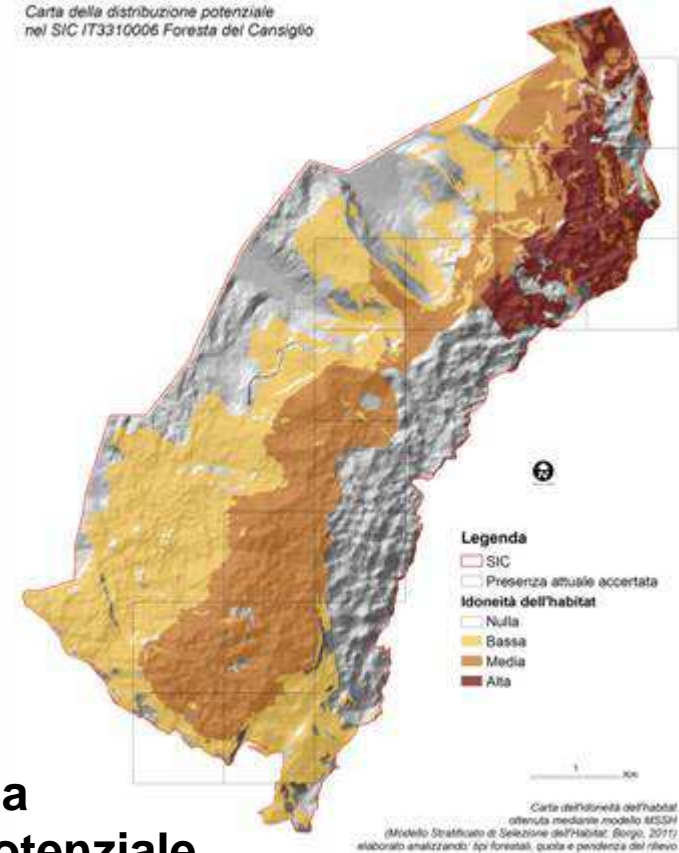 Carta della distribuzione potenziale
nel SIC IT3310006 Foresta del Cansiglio
Legenda
SIC
Presenza attuale accertata
Idoneità dell'habitat
Nulla
Bassa
Media
Alta
1
Km
a
otenziale
Carta dell'idoneità dell'habitat
ottenuta mediante modello MSSH
(Modello Stratificato di Selezione dell'Habitat: Borgo, 2011)
elaborato analizzando: tipi forestali, quota e pendenza del rilievo